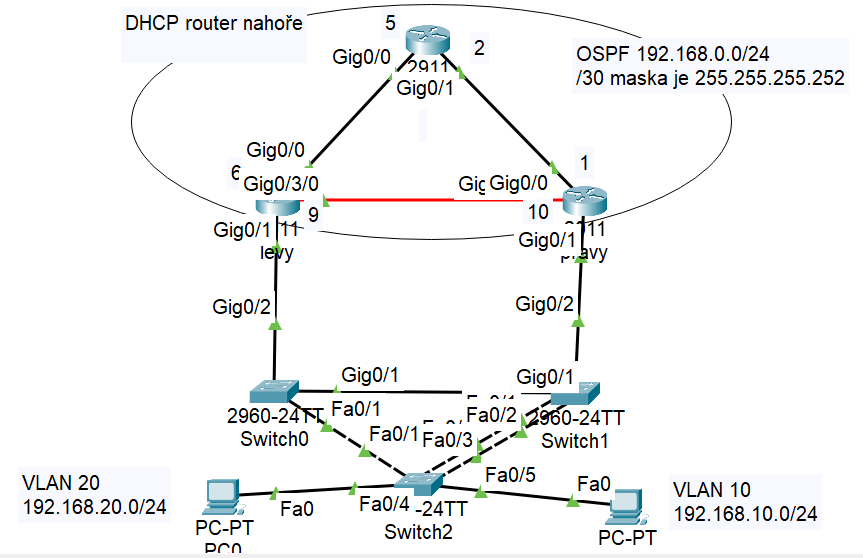 DHCP router nahoře
5
2
Gig0/0
2911
Gig0/1
OSPF 192.168.0.0/24
/30 maska je 255.255.255.252
Gig0/0
6
Gig0/3/0
9
Gig0/0
1
10
Gig0/1
11
levy
Gig0/1
pravy
Gig0/2
Gig0/2
Gig0/1
Gig0/1
2960-24TT
Switch0
Fa0/1
Fa0/1
Fa0/2
Fa0/3
2960-24TT
Switch1
VLAN 20
192.168.20.0/24
Fa0
Fa0/4
-24TT
Switch2
Fa0/5
Fa0
VLAN 10
192.168.10.0/24
PC-PT
PC0
PC-PT